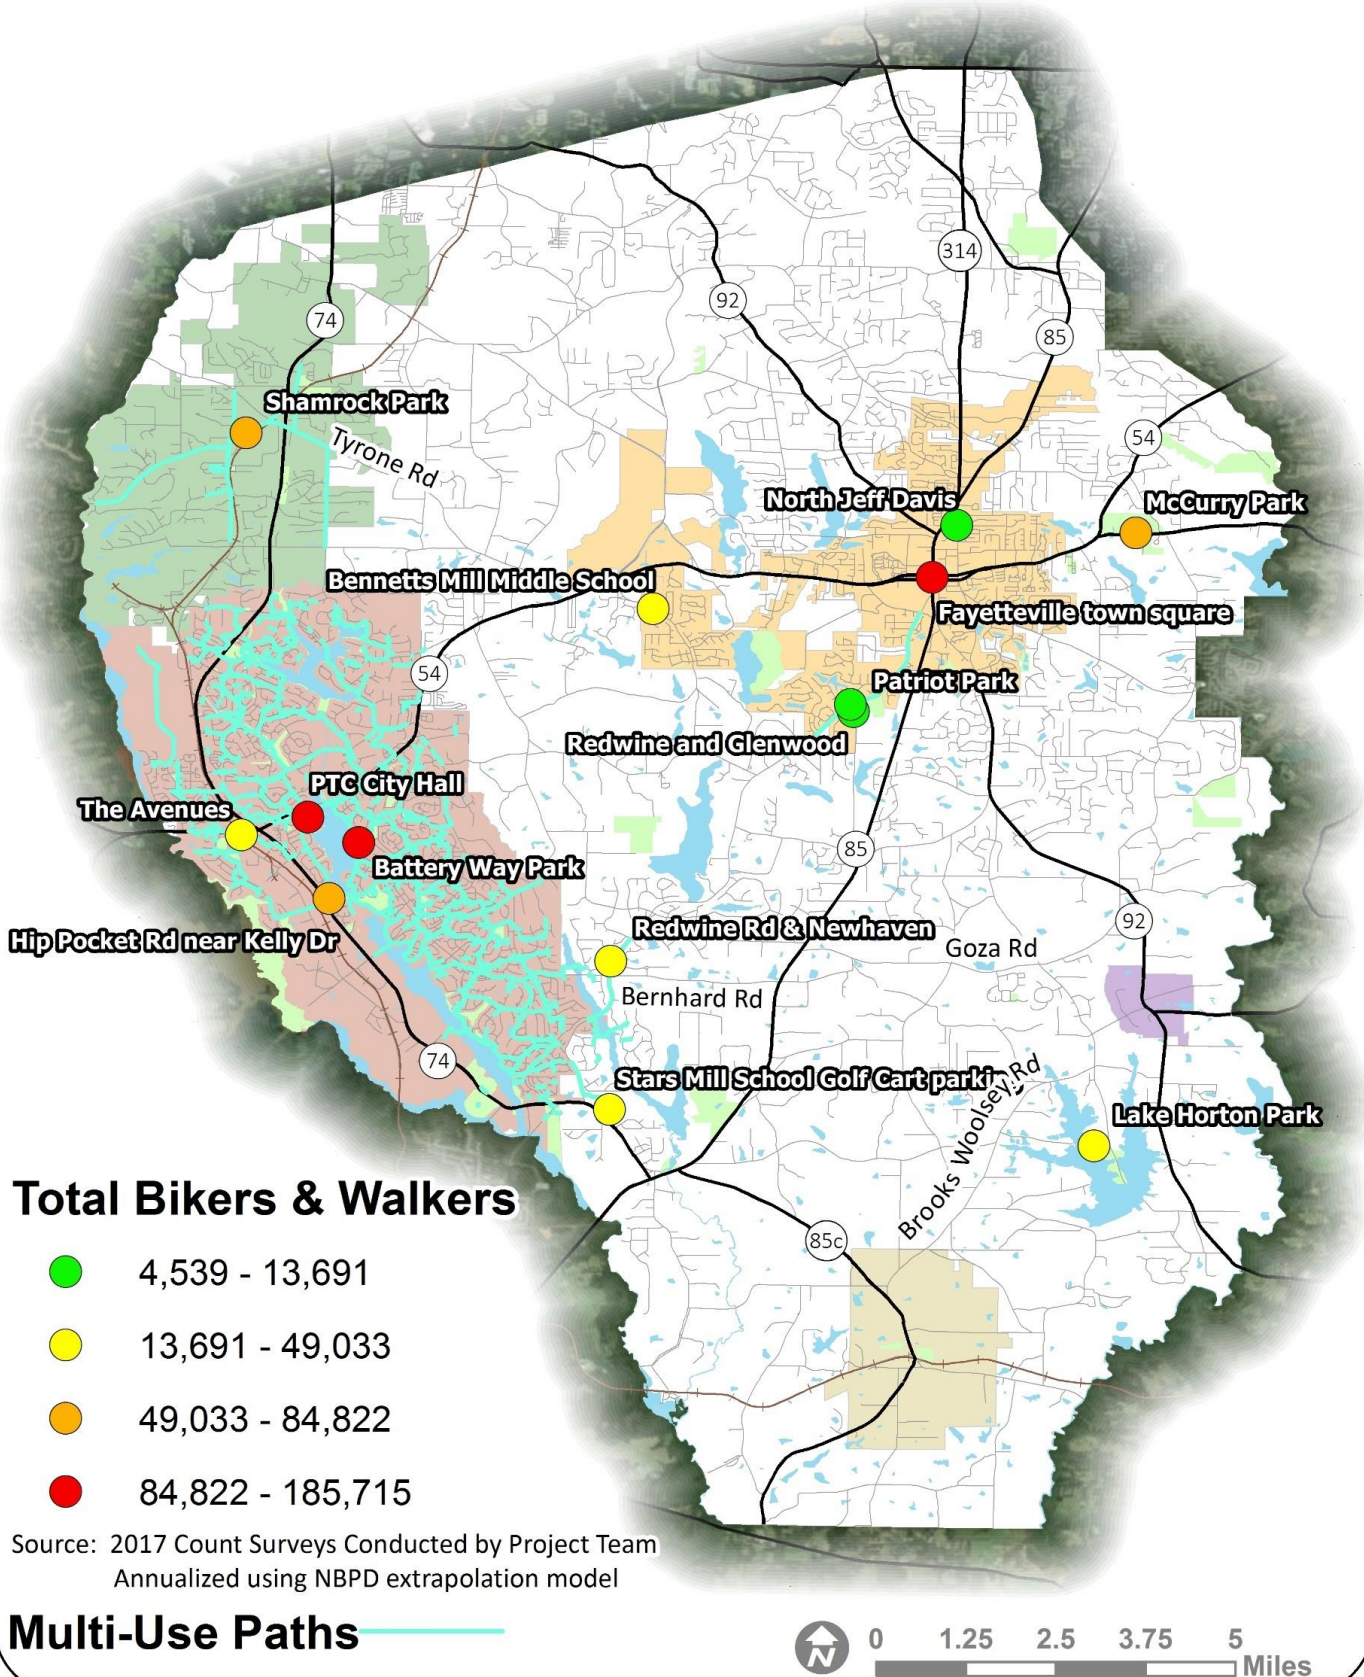 314
92
74
85
Shamrock Park
Tyrone Rd
54
North Jeff Davis
McCurry Park
Bennetts Mill Middle School
Fayetteville town square
54
Patriot Park
Redwine and Glenwood
PTC City Hall
The Avenues
85
Battery Way Park
92
Redwine Rd & Newhaven
Hip Pocket Rd near Kelly Dr
Goza Rd
Bernhard Rd
74
Stars Mill School Golf Cart parking
Brooks Woolsey Rd
Lake Horton Park
85c
Total Bikers & Walkers
4,539 - 13,691
13,691 - 49,033
49,033 - 84,822
84,822 - 185,715
Source: 2017 Count Surveys Conducted by Project Team
Annualized using NBPD extrapolation model
Multi-Use Paths
N
0 1.25 2.5 3.75 5
Miles